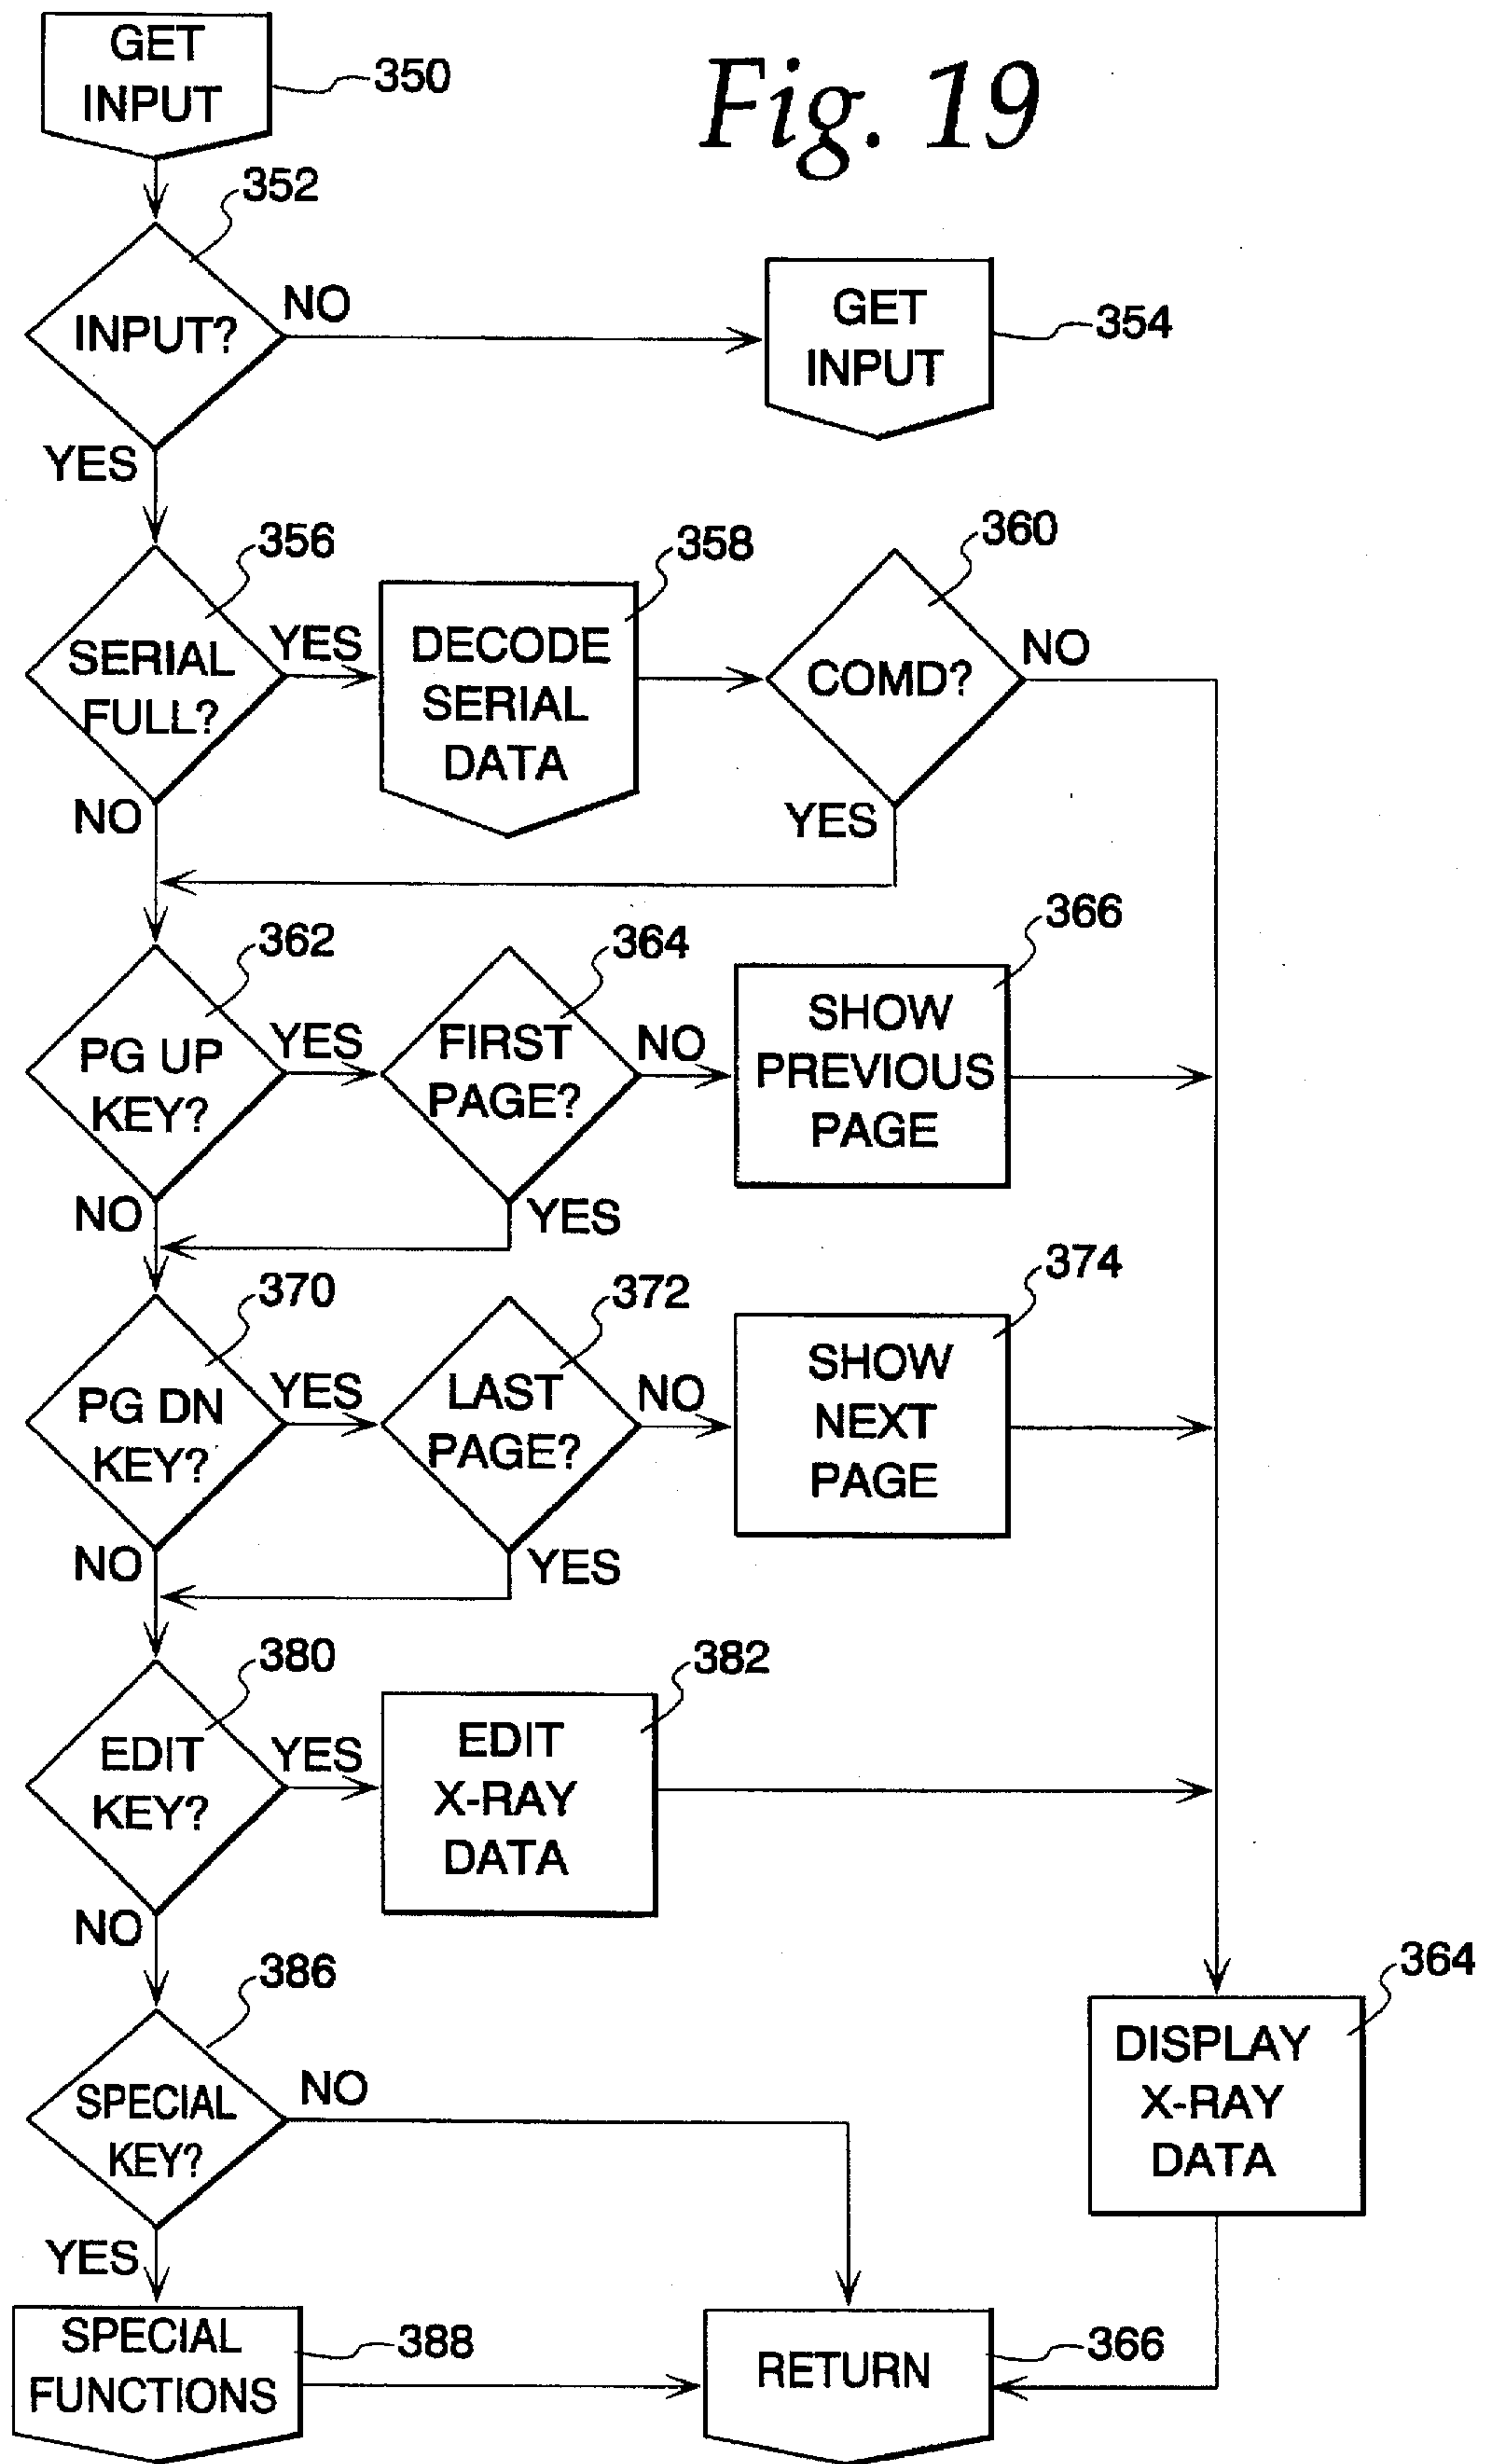 Fig. 19
GET
INPUT
350
352
INPUT?
NO
GET
INPUT
354
YES
356
SERIAL
FULL?
YES
358
DECODE
SERIAL
DATA
360
COMD?
NO
NO
YES
362
PG UP
KEY?
YES
364
FIRST
PAGE?
NO
366
SHOW
PREVIOUS
PAGE
NO
YES
370
PG DN
KEY?
YES
372
LAST
PAGE?
NO
374
SHOW
NEXT
PAGE
NO
YES
380
EDIT
KEY?
YES
382
EDIT
X-RAY
DATA
NO
386
SPECIAL
KEY?
NO
364
DISPLAY
X-RAY
DATA
YES
SPECIAL
FUNCTIONS
388
RETURN
366